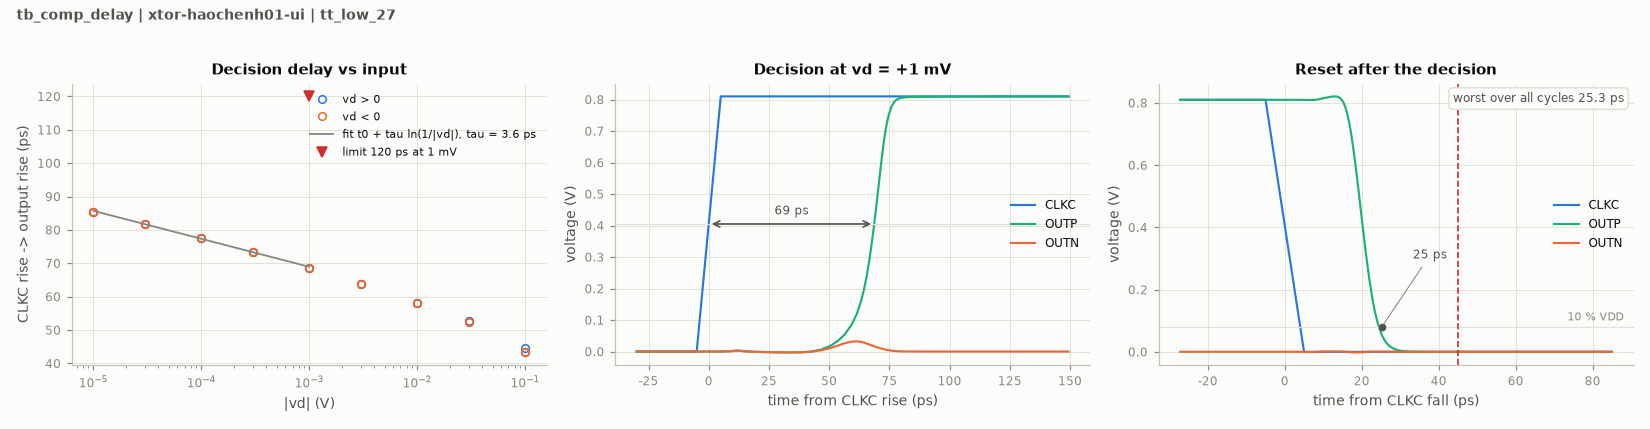 tb_comp_delay | xtor-haochenh01-ui | tt_low_27
Decision delay vs input
CLKC rise -> output rise (ps)
120
110
100
90
80
70
60
50
40
vd > 0
vd < 0
fit t0 + tau ln(1/|vd|), tau = 3.6 ps
limit 120 ps at 1 mV
10⁻⁵
10⁻⁴
10⁻³
10⁻²
10⁻¹
|vd| (V)
Decision at vd = +1 mV
voltage (V)
0.8
0.7
0.6
0.5
0.4
0.3
0.2
0.1
0.0
69 ps
CLKC
OUTP
OUTN
-25
0
25
50
75
100
125
150
time from CLKC rise (ps)
Reset after the decision
voltage (V)
0.8
0.6
0.4
0.2
0.0
worst over all cycles 25.3 ps
CLKC
OUTP
OUTN
25 ps
10 % VDD
-20
0
20
40
60
80
time from CLKC fall (ps)